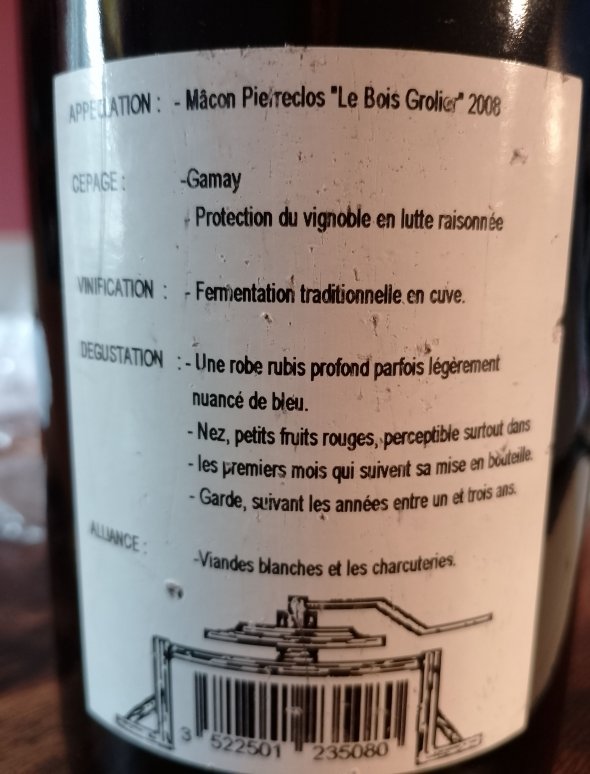 APPELLATION : - Mâcon Pierreclos "Le Bois Grolier" 2008
CEPAGE : -Gamay
- Protection du vignoble en lutte raisonnée
VINIFICATION : - Fermentation traditionnelle en cuve.
DEGUSTATION : - Une robe rubis profond parfois légèrement
nuancé de bleu.
- Nez, petits fruits rouges, perceptible surtout dans
- les premiers mois qui suivent sa mise en bouteille.
- Garde, suivant les années entre un et trois ans.
ALLIANCE :
-Viandes blanches et les charcuteries.
3 522501 235080